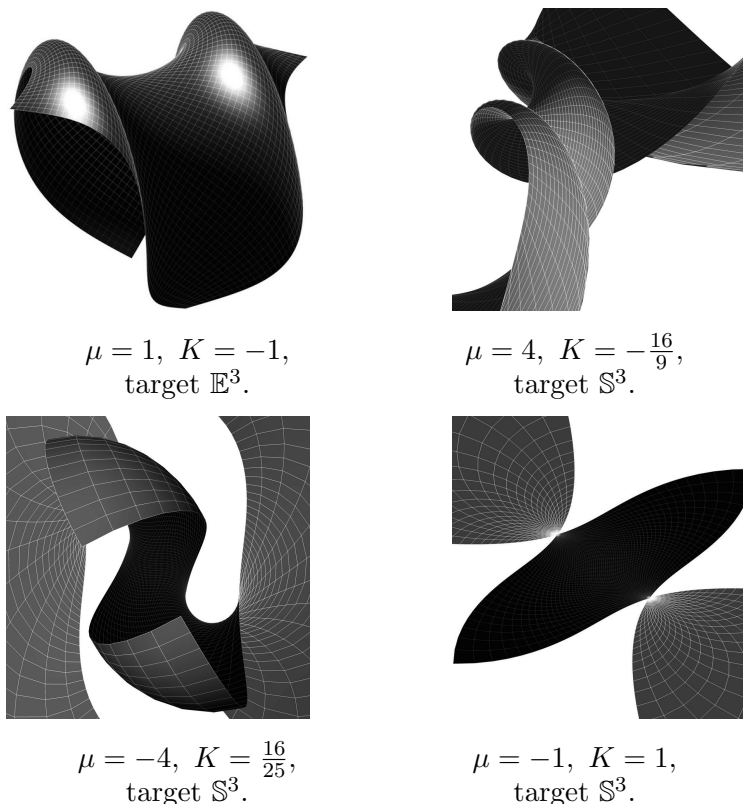 μ = 1, K = −1,
target 𝔼³.
μ = 4, K = −16/9,
target 𝕊³.
μ = −4, K = 16/25,
target 𝕊³.
μ = −1, K = 1,
target 𝕊³.